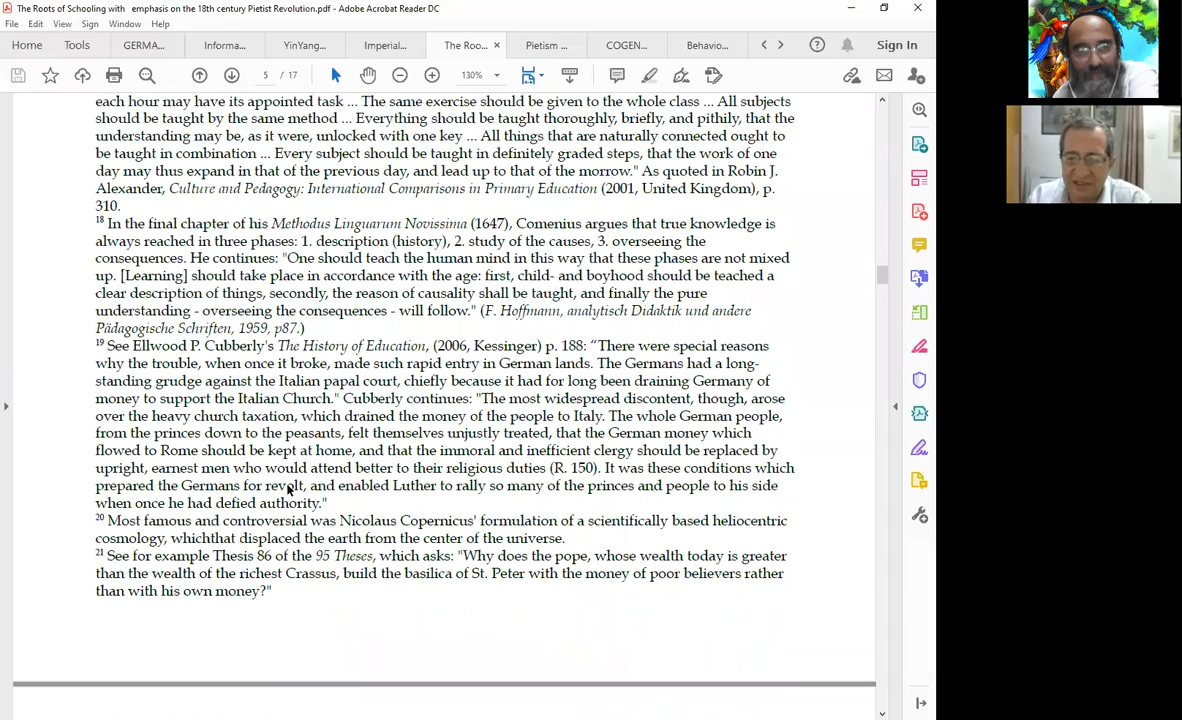 The Roots of Schooling with   emphasis on the 18th century Pietist Revolution.pdf - Adobe Acrobat Reader DC
File Edit View Sign Window Help
Home Tools GERMA... Informa... YinYang... Imperial... The Roo... × Pietism ... COGEN... Behavio... Sign In
5 / 17 130%
each hour may have its appointed task ... The same exercise should be given to the whole class ... All subjects
should be taught by the same method ... Everything should be taught thoroughly, briefly, and pithily, that the
understanding may be, as it were, unlocked with one key ... All things that are naturally connected ought to
be taught in combination ... Every subject should be taught in definitely graded steps, that the work of one
day may thus expand in that of the previous day, and lead up to that of the morrow." As quoted in Robin J.
Alexander, Culture and Pedagogy: International Comparisons in Primary Education (2001, United Kingdom), p.
310.
18 In the final chapter of his Methodus Linguarum Novissima (1647), Comenius argues that true knowledge is
always reached in three phases: 1. description (history), 2. study of the causes, 3. overseeing the
consequences. He continues: "One should teach the human mind in this way that these phases are not mixed
up. [Learning] should take place in accordance with the age: first, child- and boyhood should be teached a
clear description of things, secondly, the reason of causality shall be taught, and finally the pure
understanding - overseeing the consequences - will follow." (F. Hoffmann, analytisch Didaktik und andere
Pädagogische Schriften, 1959, p87.)
19 See Ellwood P. Cubberly's The History of Education, (2006, Kessinger) p. 188: “There were special reasons
why the trouble, when once it broke, made such rapid entry in German lands. The Germans had a long-
standing grudge against the Italian papal court, chiefly because it had for long been draining Germany of
money to support the Italian Church." Cubberly continues: "The most widespread discontent, though, arose
over the heavy church taxation, which drained the money of the people to Italy. The whole German people,
from the princes down to the peasants, felt themselves unjustly treated, that the German money which
flowed to Rome should be kept at home, and that the immoral and inefficient clergy should be replaced by
upright, earnest men who would attend better to their religious duties (R. 150). It was these conditions which
prepared the Germans for revolt, and enabled Luther to rally so many of the princes and people to his side
when once he had defied authority."
20 Most famous and controversial was Nicolaus Copernicus' formulation of a scientifically based heliocentric
cosmology, whichthat displaced the earth from the center of the universe.
21 See for example Thesis 86 of the 95 Theses, which asks: "Why does the pope, whose wealth today is greater
than the wealth of the richest Crassus, build the basilica of St. Peter with the money of poor believers rather
than with his own money?"